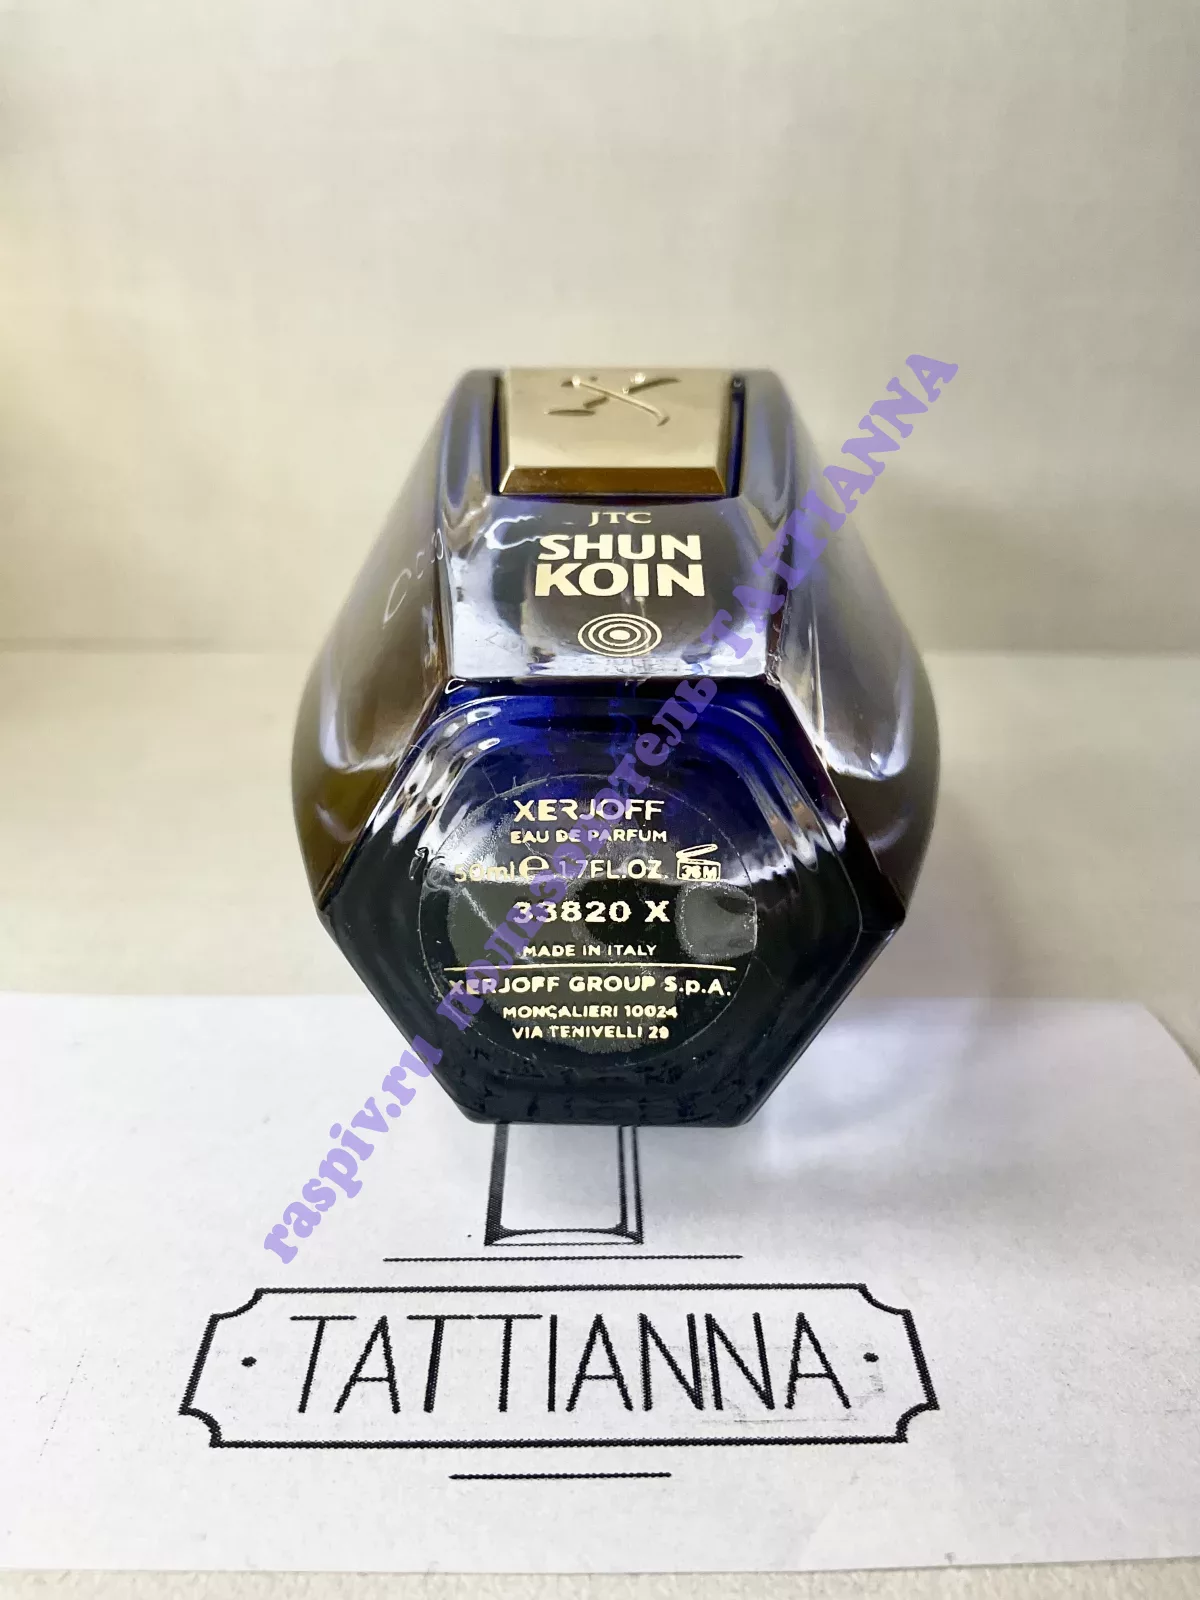 JTC
SHUN
KOIN
XERJOFF
EAU DE PARFUM
50ml e 1.7FL.OZ. 36M
33820 X
MADE IN ITALY
XERJOFF GROUP S.p.A.
MONCALIERI 10024
VIA TENIVELLI 29
raspiv.ru пользователь TATTIANNA
· TATTIANNA ·